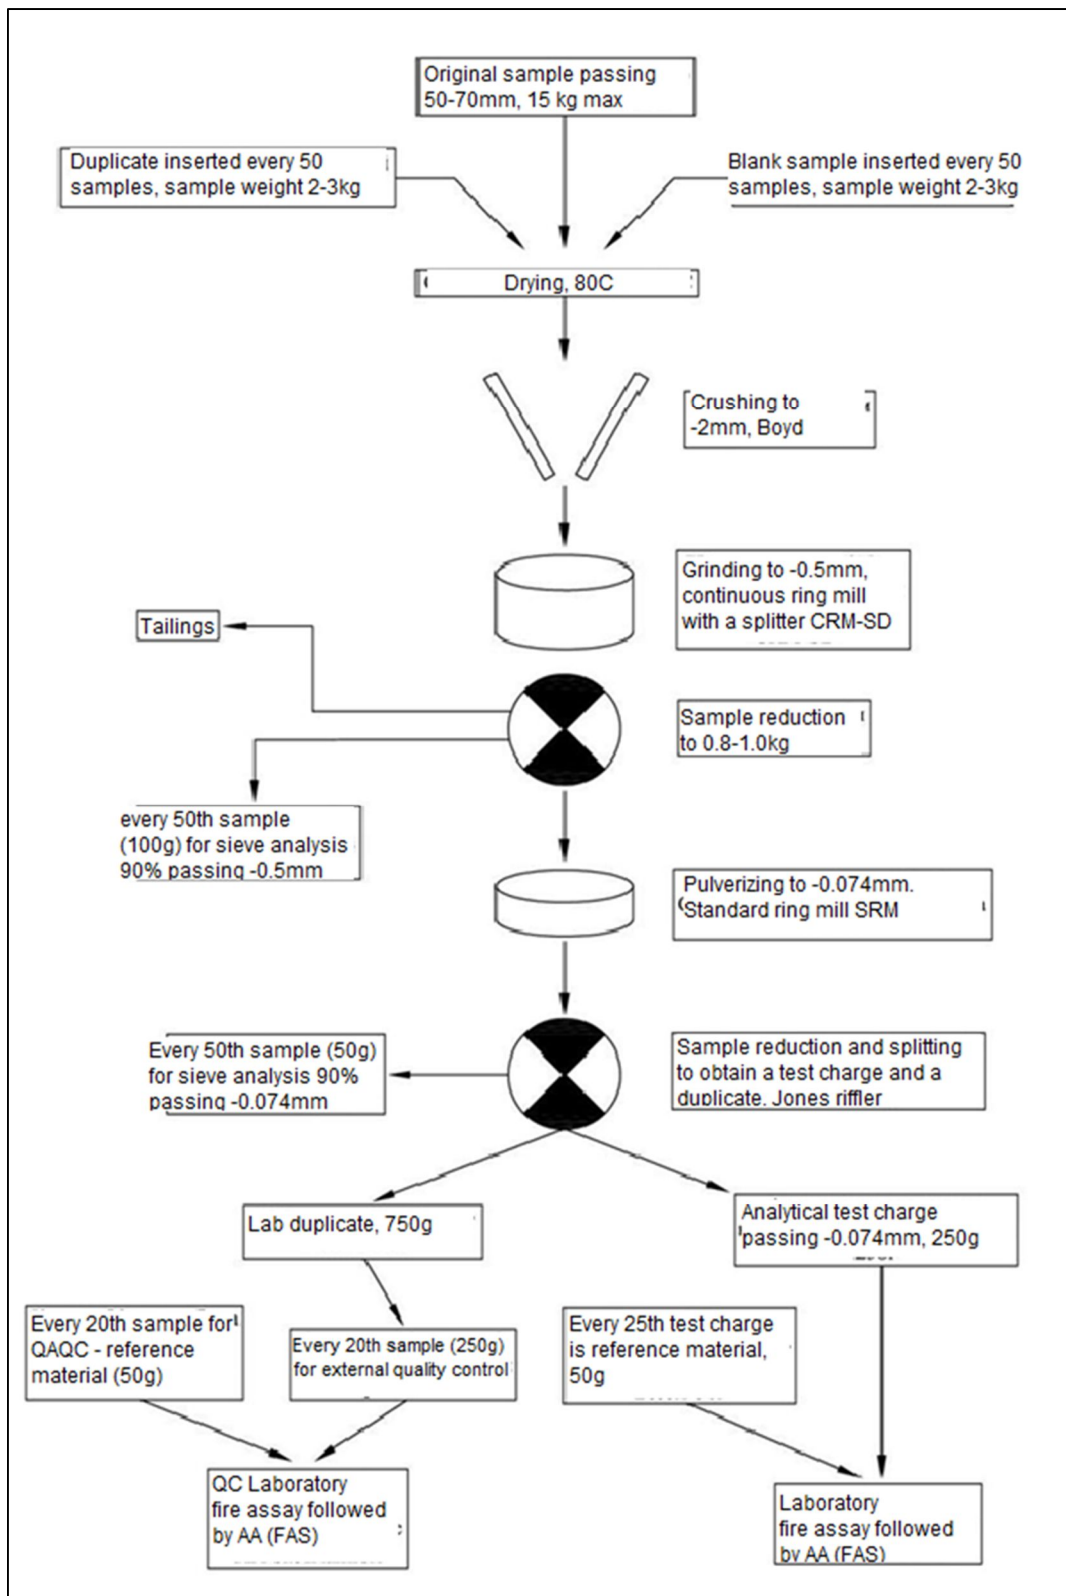 Original sample passing
50-70mm, 15 kg max
Duplicate inserted every 50
samples, sample weight 2-3kg
Blank sample inserted every 50
samples, sample weight 2-3kg
Drying, 80C
Crushing to
-2mm, Boyd
Grinding to -0.5mm,
continuous ring mill
with a splitter CRM-SD
Tailings
Sample reduction
to 0.8-1.0kg
every 50th sample
(100g) for sieve analysis
90% passing -0.5mm
Pulverizing to -0.074mm.
Standard ring mill SRM
Every 50th sample (50g)
for sieve analysis 90%
passing -0.074mm
Sample reduction and splitting
to obtain a test charge and a
duplicate. Jones riffler
Lab duplicate, 750g
Analytical test charge
passing -0.074mm, 250g
Every 20th sample for
QAQC - reference
material (50g)
Every 20th sample (250g)
for external quality control
Every 25th test charge
is reference material,
50g
QC Laboratory
fire assay followed
by AA (FAS)
Laboratory
fire assay followed
by AA (FAS)